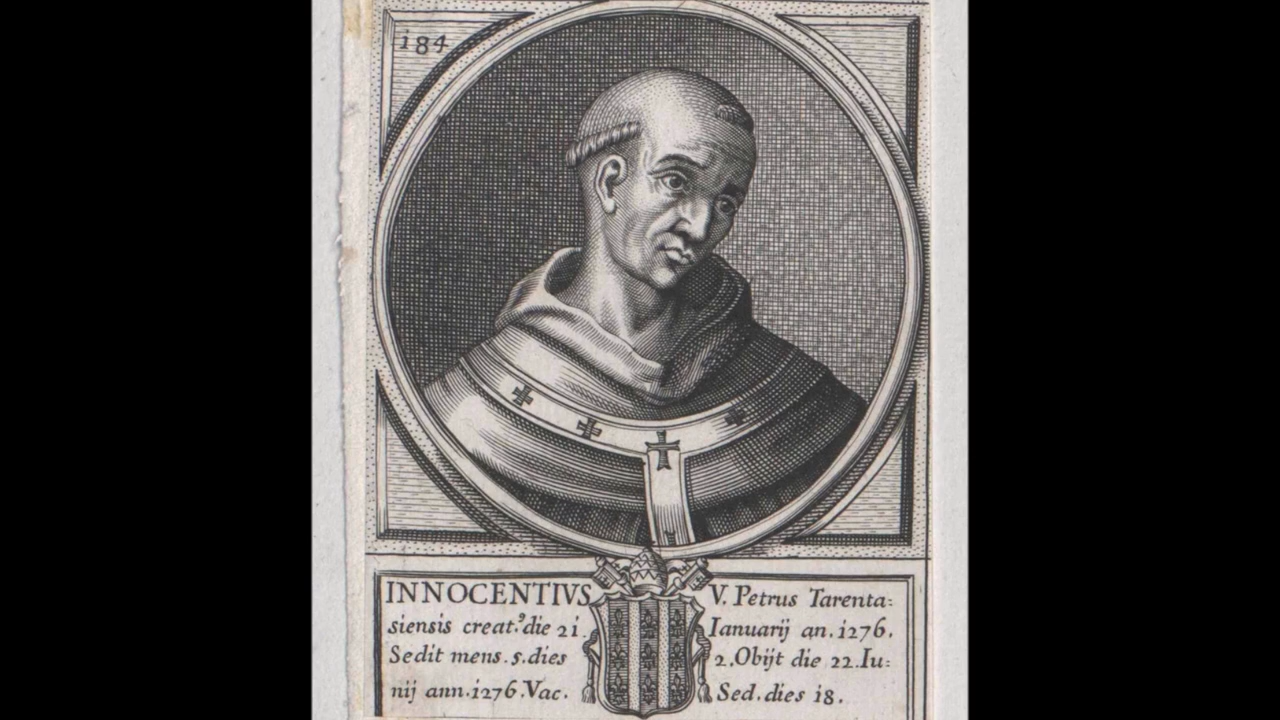 184
INNOCENTIVS V. Petrus Tarenta:
siensis creat.⁹ die 21. Ianuarij an. 1276.
Sedit mens. 5. dies 2. Obijt die 22. Iu:
nij ann. 1276. Vac. Sed. dies 18.